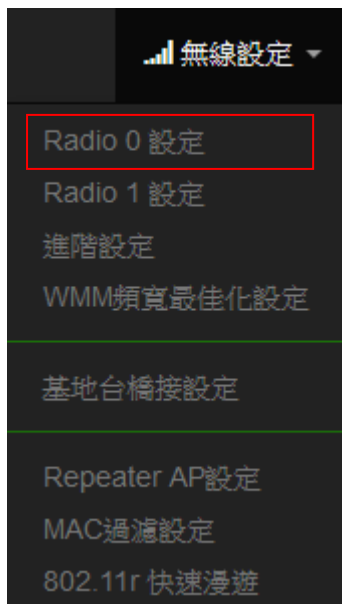 無線設定
Radio 0 設定
Radio 1 設定
進階設定
WMM頻寬最佳化設定
基地台橋接設定
Repeater AP設定
MAC過濾設定
802.11r 快速漫遊